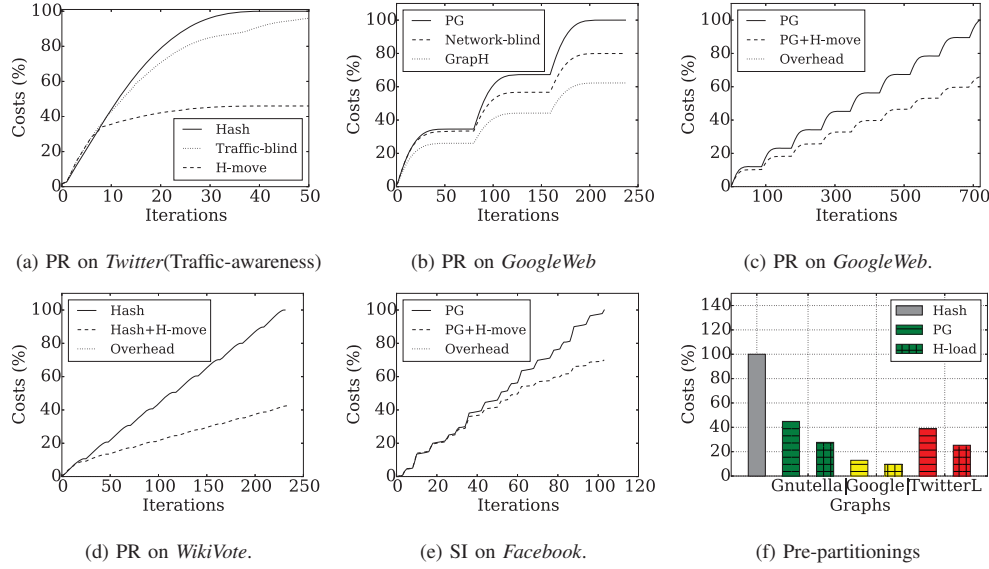 100
80
60
40
20
0
Costs (%)
Hash
Traffic-blind
H-move
0 10 20 30 40 50
Iterations
(a) PR on Twitter(Traffic-awareness)
120
100
80
60
40
20
0
Costs (%)
PG
Network-blind
GrapH
0 50 100 150 200 250
Iterations
(b) PR on GoogleWeb
100
80
60
40
20
0
Costs (%)
PG
PG+H-move
Overhead
100 200 300 400 500 600 700
Iterations
(c) PR on GoogleWeb.
100
80
60
40
20
0
Costs (%)
Hash
Hash+H-move
Overhead
0 50 100 150 200 250
Iterations
(d) PR on WikiVote.
100
80
60
40
20
0
Costs (%)
PG
PG+H-move
Overhead
0 20 40 60 80 100 120
Iterations
(e) SI on Facebook.
140
120
100
80
60
40
20
0
Costs (%)
Hash
PG
H-load
Gnutella Google TwitterL
Graphs
(f) Pre-partitionings